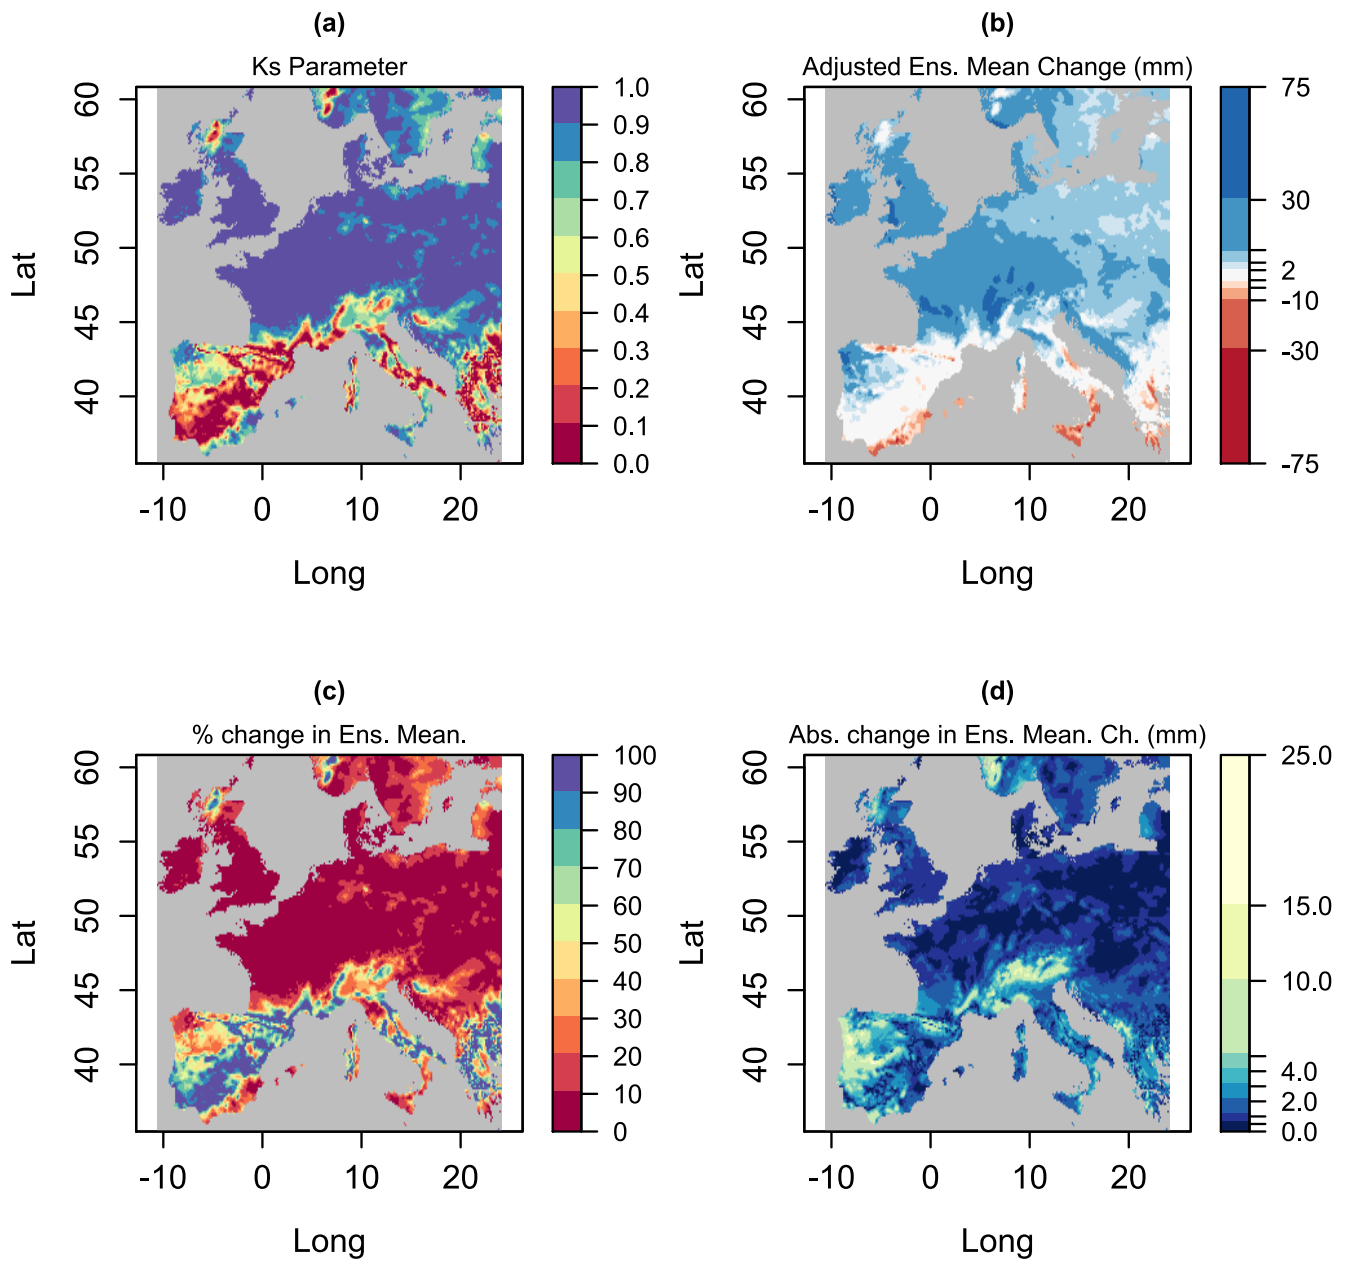 (a)
Ks Parameter
60
55
50
45
40
Lat
-10 0 10 20
Long
1.0
0.9
0.8
0.7
0.6
0.5
0.4
0.3
0.2
0.1
0.0
(b)
Adjusted Ens. Mean Change (mm)
60
55
50
45
40
Lat
-10 0 10 20
Long
75
30
2
-10
-30
-75
(c)
% change in Ens. Mean.
60
55
50
45
40
Lat
-10 0 10 20
Long
100
90
80
70
60
50
40
30
20
10
0
(d)
Abs. change in Ens. Mean. Ch. (mm)
60
55
50
45
40
Lat
-10 0 10 20
Long
25.0
15.0
10.0
4.0
2.0
0.0